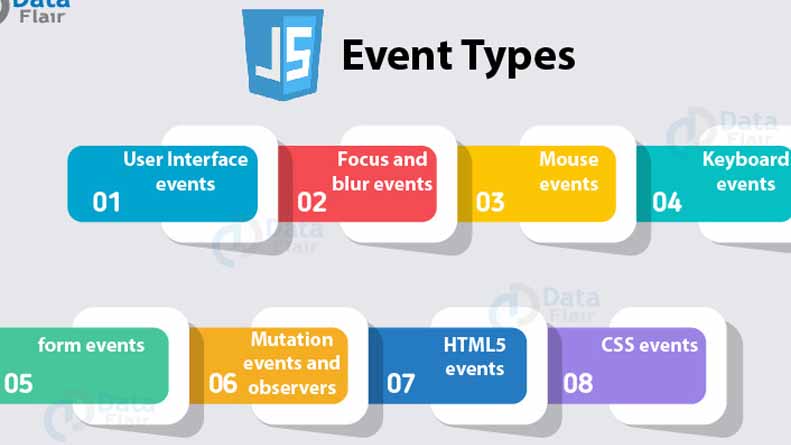 Data
Flair
JS
Event Types
User Interface
events
01
Focus and
blur events
02
Mouse
events
03
Keyboard
events
04
Data
Flair
Data
Flair
Data
Flair
form events
05
Mutation
events and
observers
06
HTML5
events
07
CSS events
08
Data
Flair